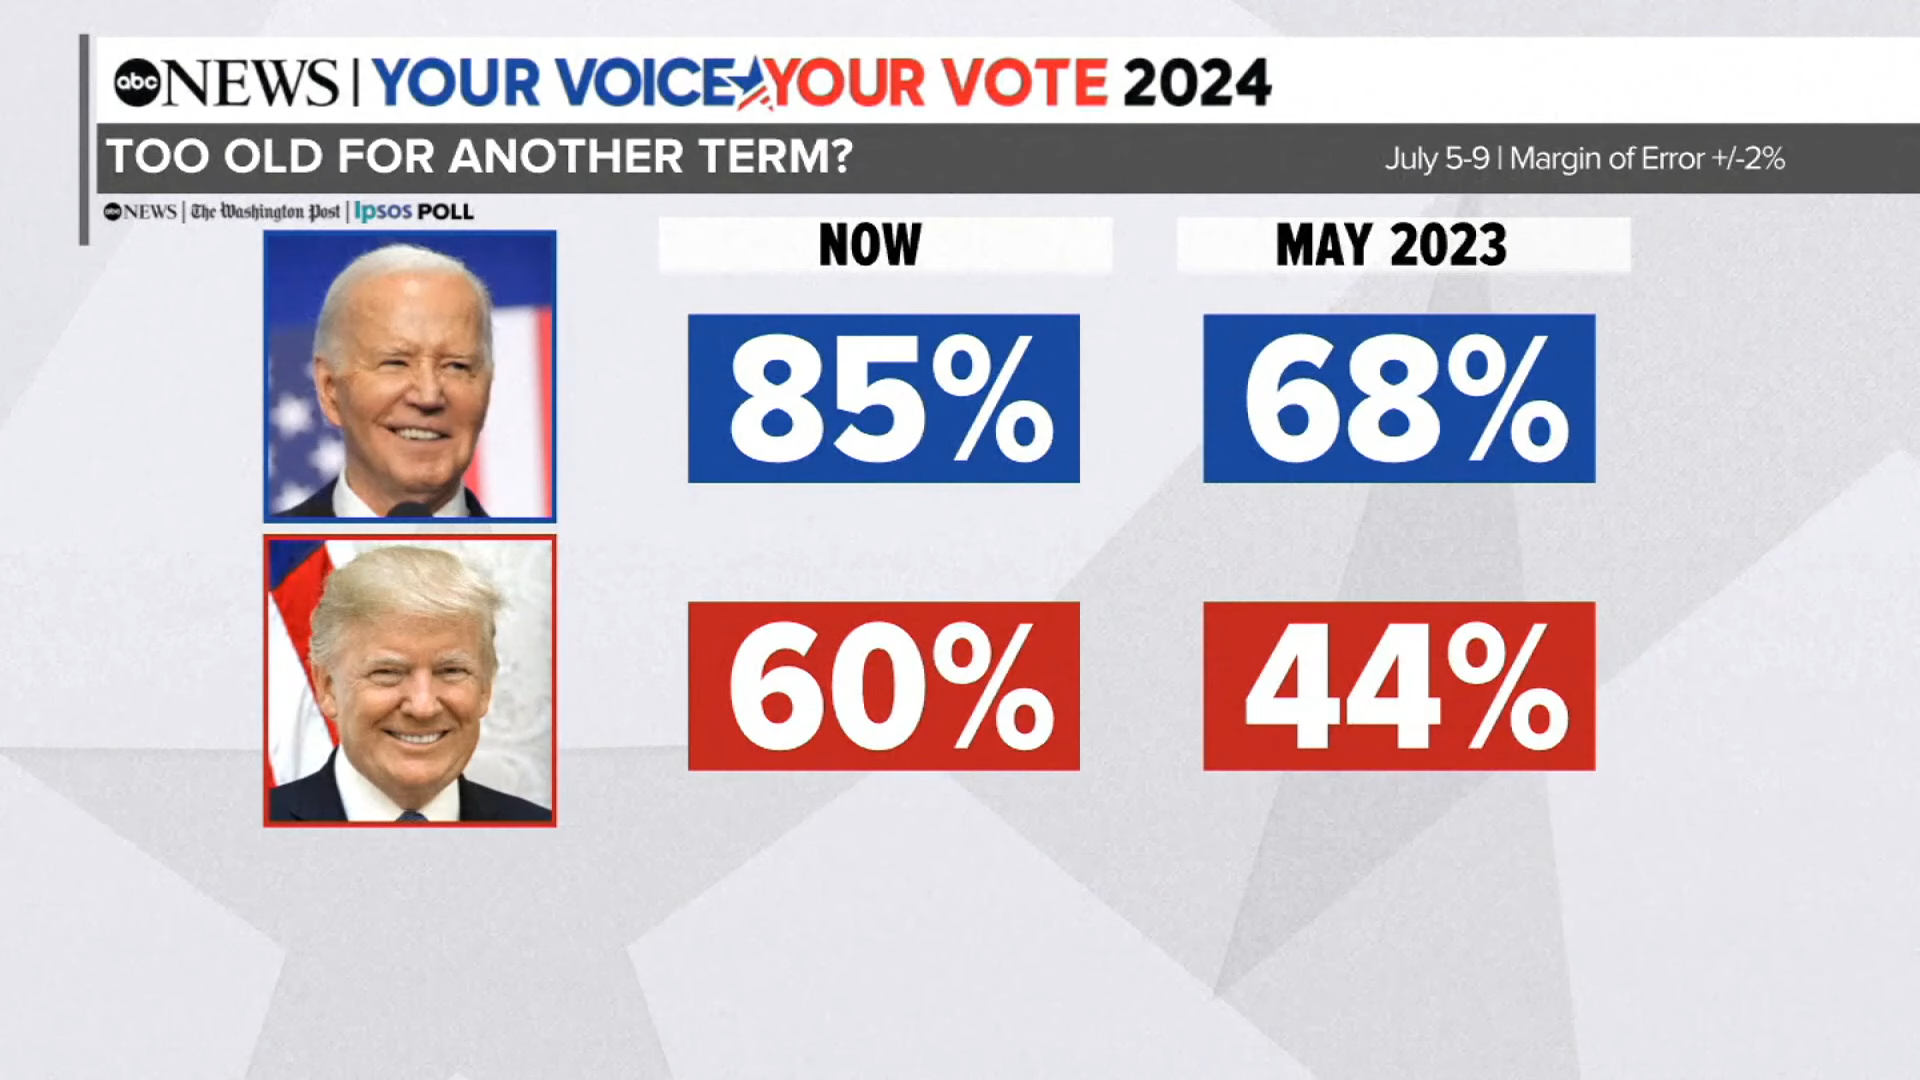 abc NEWS | YOUR VOICE YOUR VOTE 2024
TOO OLD FOR ANOTHER TERM?
July 5-9 | Margin of Error +/-2%
abc NEWS | The Washington Post | Ipsos POLL
NOW
MAY 2023
85%
68%
60%
44%